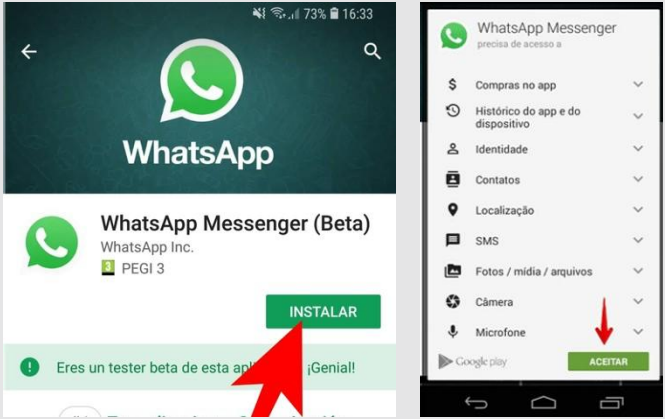 73% 16:33
WhatsApp
WhatsApp Messenger (Beta)
WhatsApp Inc.
3 PEGI 3
INSTALAR
Eres un tester beta de esta ¡Genial!
WhatsApp Messenger
precisa de acesso a
Compras no app
Histórico do app e do
dispositivo
Identidade
Contatos
Localização
SMS
Fotos / mídia / arquivos
Câmera
Microfone
Google play
ACEITAR